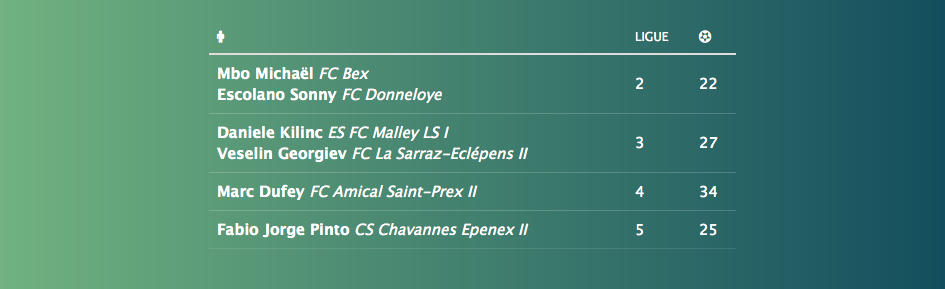 LIGUE
Mbo Michaël FC Bex
Escolano Sonny FC Donneloye
2 22
Daniele Kilinc ES FC Malley LS I
Veselin Georgiev FC La Sarraz-Eclépens II
3 27
Marc Dufey FC Amical Saint-Prex II 4 34
Fabio Jorge Pinto CS Chavannes Epenex II 5 25